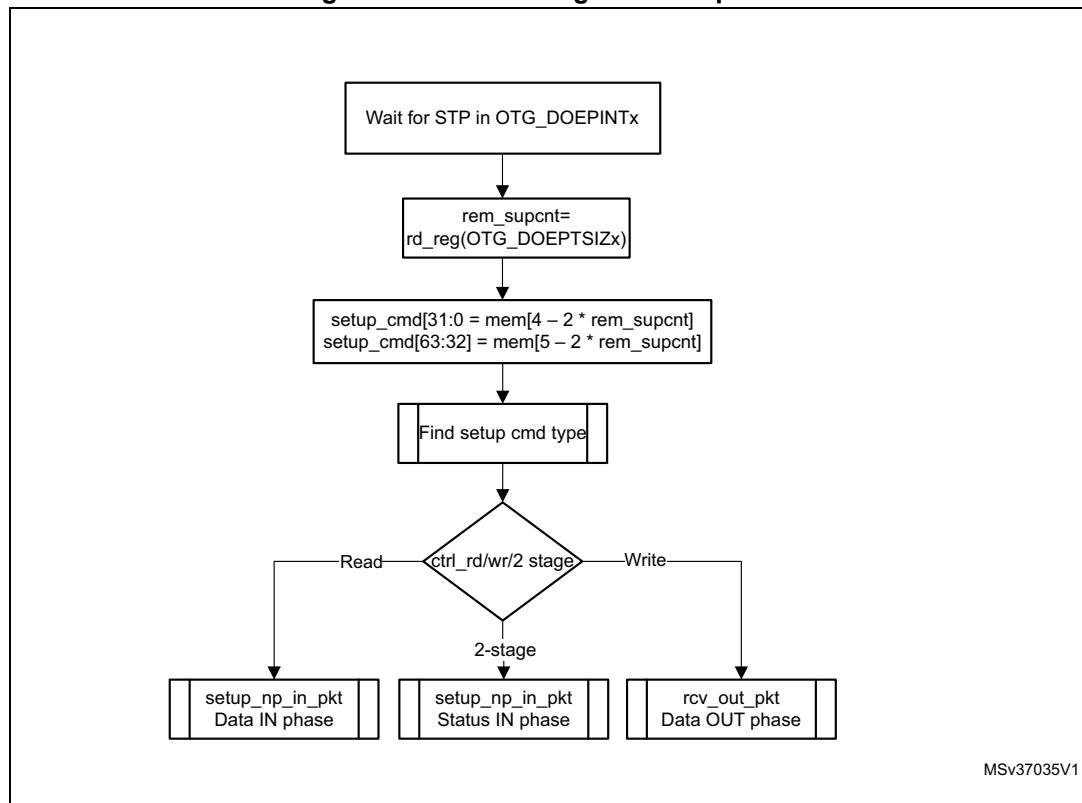 Wait for STP in OTG_DOEPINTx
rem_supcnt=
rd_reg(OTG_DOEPTSIZx)
setup_cmd[31:0 = mem[4 – 2 * rem_supcnt]
setup_cmd[63:32] = mem[5 – 2 * rem_supcnt]
Find setup cmd type
ctrl_rd/wr/2 stage
Read
Write
2-stage
setup_np_in_pkt
Data IN phase
setup_np_in_pkt
Status IN phase
rcv_out_pkt
Data OUT phase
MSv37035V1